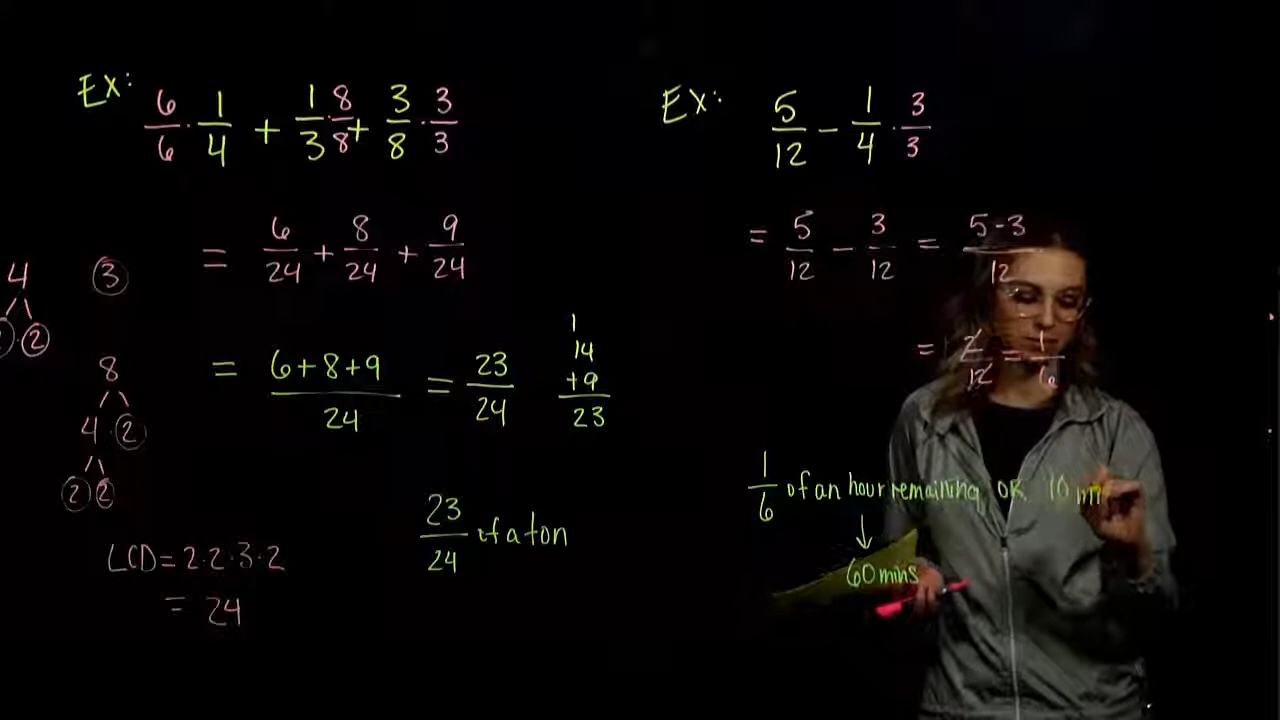 EX: 6/6 · 1/4 + 1/3 · 8/8 + 3/8 · 3/3
= 6/24 + 8/24 + 9/24
= 6+8+9/24 = 23/24
1
14
+9
23
23/24 of a ton
4
2
3
8
4 · 2
2 2
LCD = 2·2·3·2
= 24
EX: 5/12 - 1/4 · 3/3
= 5/12 - 3/12 = 5-3/12
= 2/12 = 1/6
1/6 of an hour remaining, OR 10 m
↓
60 mins